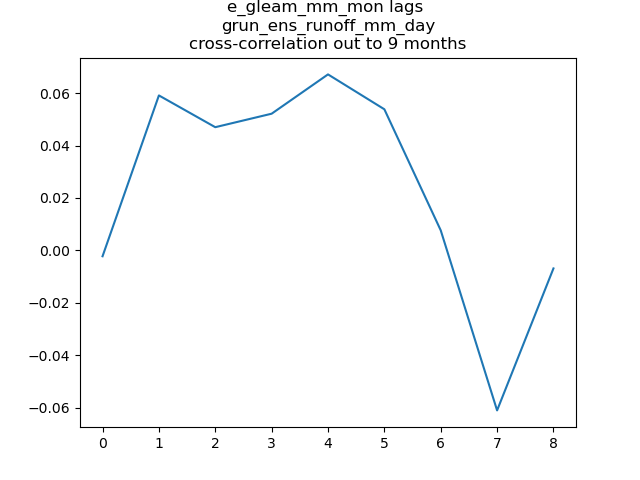 e_gleam_mm_mon lags
grun_ens_runoff_mm_day
cross-correlation out to 9 months
0.06
0.04
0.02
0.00
−0.02
−0.04
−0.06
0 1 2 3 4 5 6 7 8